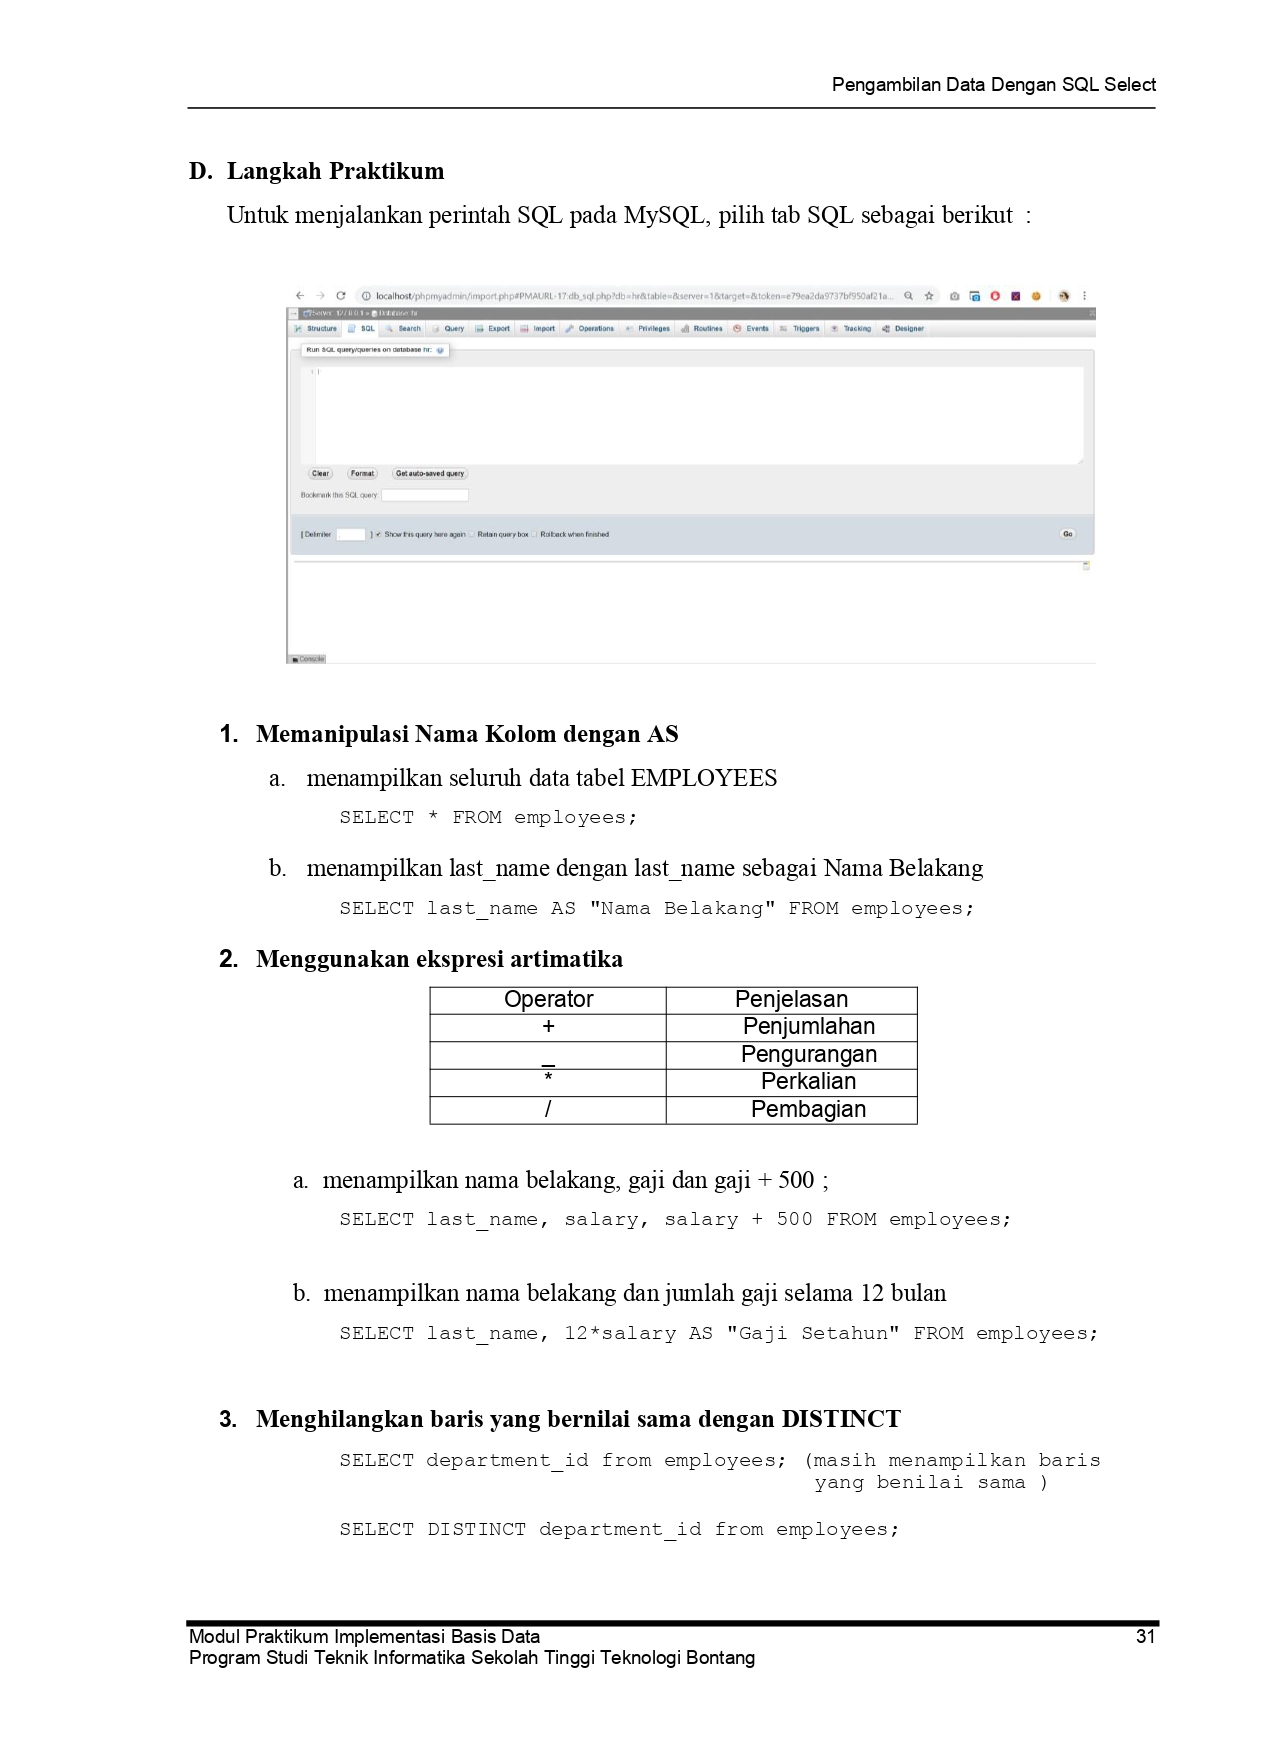 Pengambilan Data Dengan SQL Select
D. Langkah Praktikum
Untuk menjalankan perintah SQL pada MySQL, pilih tab SQL sebagai berikut :
localhost/phpmyadmin/import.php#PMAURL-17:db_sql.php?db=hr&table=&server=1&target=&token=e79ea2da9737bf950af21a...
Server: 127.0.0.1 » Database: hr
Structure SQL Search Query Export Import Operations Privileges Routines Events Triggers Tracking Designer
Run SQL query/queries on database hr:
1
Clear Format Get auto-saved query
Bookmark this SQL query:
[ Delimiter ] Show this query here again Retain query box Rollback when finished Go
Console
1. Memanipulasi Nama Kolom dengan AS
a. menampilkan seluruh data tabel EMPLOYEES
SELECT * FROM employees;
b. menampilkan last_name dengan last_name sebagai Nama Belakang
SELECT last_name AS "Nama Belakang" FROM employees;
2. Menggunakan ekspresi artimatika
Operator Penjelasan
+ Penjumlahan
_ Pengurangan
* Perkalian
/ Pembagian
a. menampilkan nama belakang, gaji dan gaji + 500 ;
SELECT last_name, salary, salary + 500 FROM employees;
b. menampilkan nama belakang dan jumlah gaji selama 12 bulan
SELECT last_name, 12*salary AS "Gaji Setahun" FROM employees;
3. Menghilangkan baris yang bernilai sama dengan DISTINCT
SELECT department_id from employees; (masih menampilkan baris
yang benilai sama )
SELECT DISTINCT department_id from employees;
Modul Praktikum Implementasi Basis Data 31
Program Studi Teknik Informatika Sekolah Tinggi Teknologi Bontang